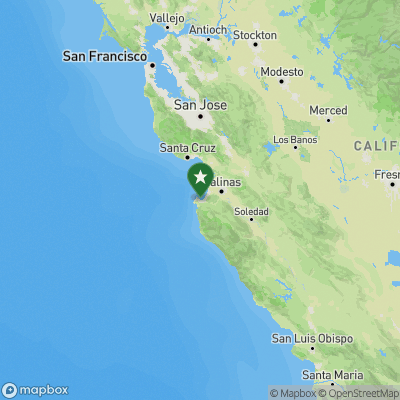 Vallejo
Antioch
Stockton
San Francisco
Modesto
San Jose
Merced
Los Banos
CALIF
Santa Cruz
Fresn
alinas
Soledad
San Luis Obispo
Santa Maria
mapbox
© Mapbox © OpenStreetMap